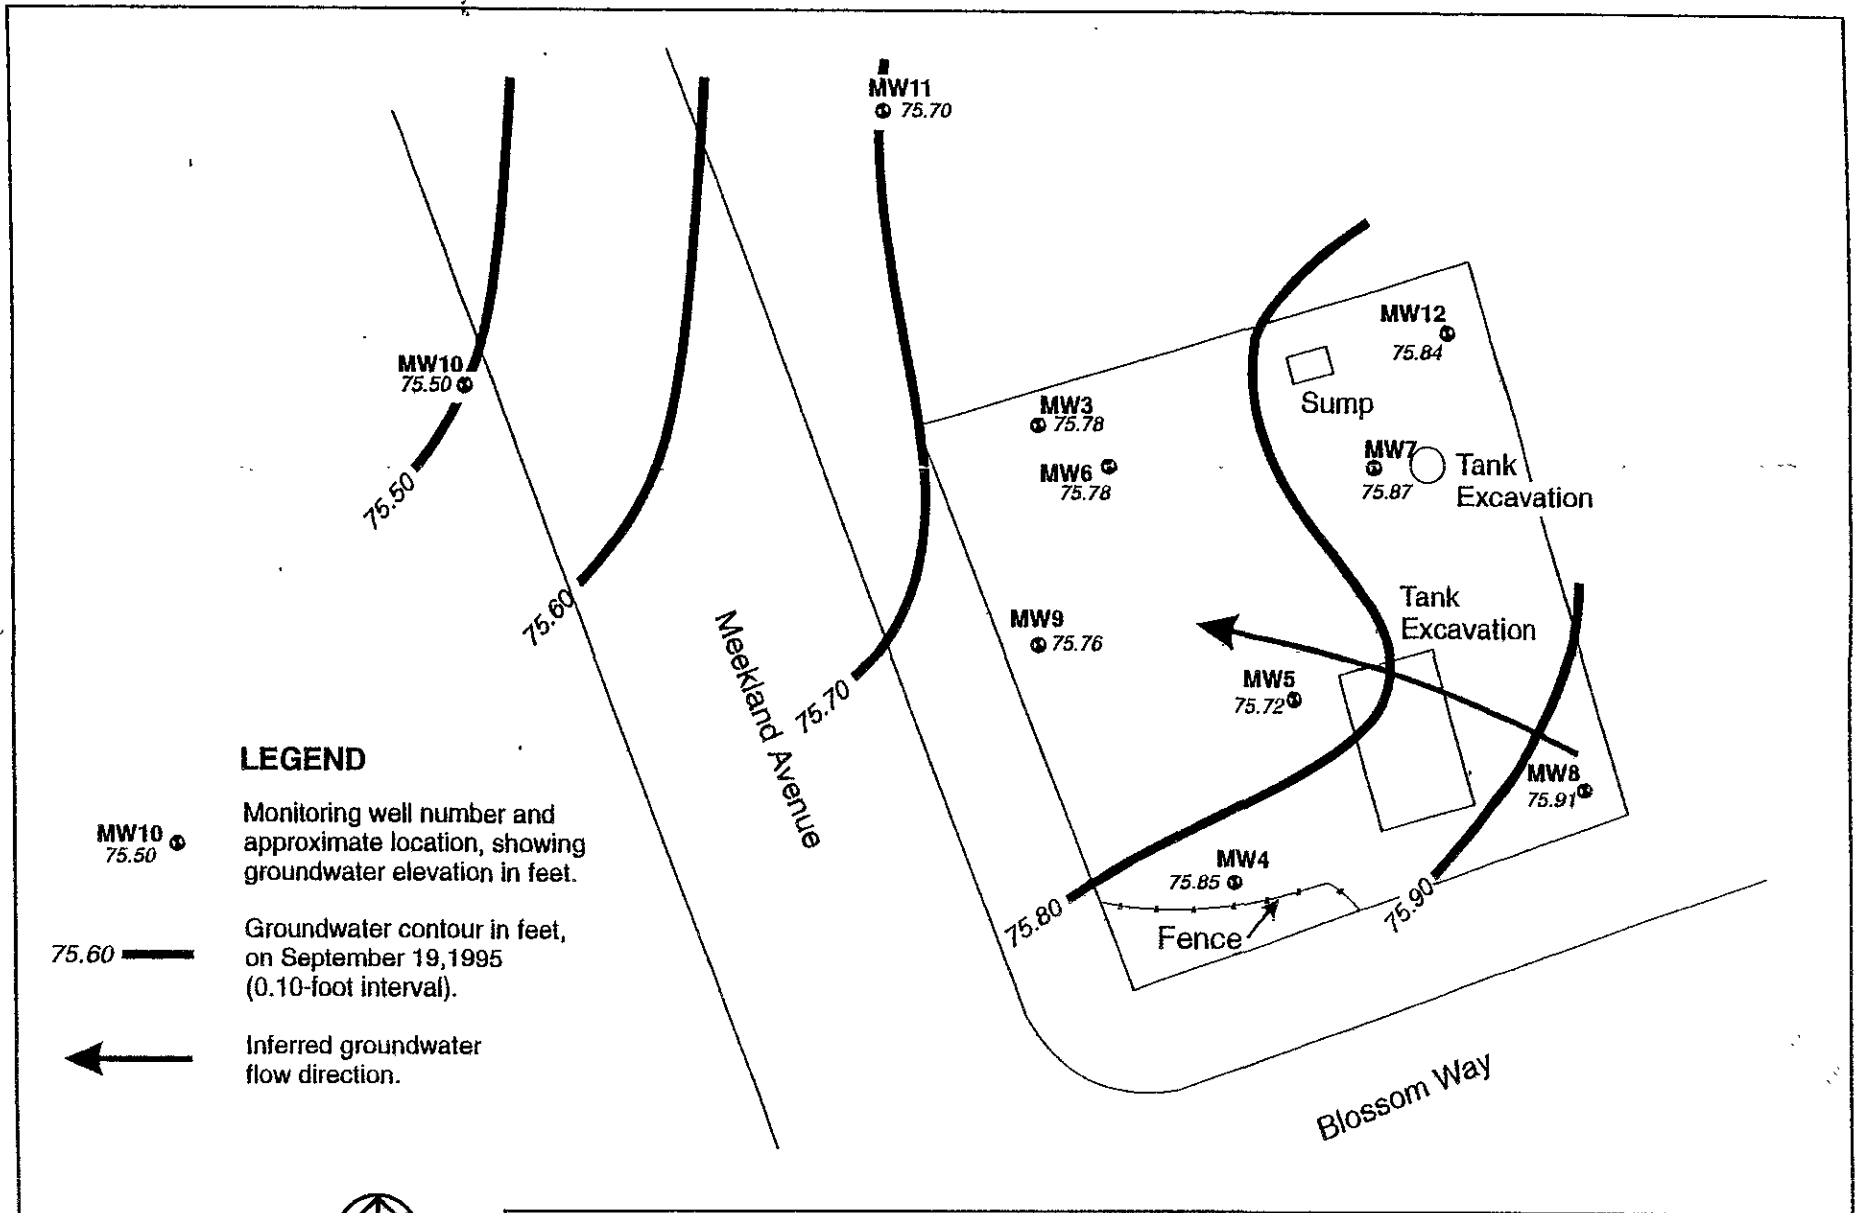 MW11
75.70
MW12
75.84
MW10
75.50
MW3
75.78
Sump
MW7
75.87
Tank
Excavation
MW6
75.78
75.50
75.60
Tank
Excavation
MW9
75.76
MW5
75.72
75.70
Meekland Avenue
MW8
75.91
MW4
75.85
75.80
75.90
Fence
Blossom Way
LEGEND
MW10
75.50
Monitoring well number and
approximate location, showing
groundwater elevation in feet.
75.60
Groundwater contour in feet,
on September 19,1995
(0.10-foot interval).
Inferred groundwater
flow direction.